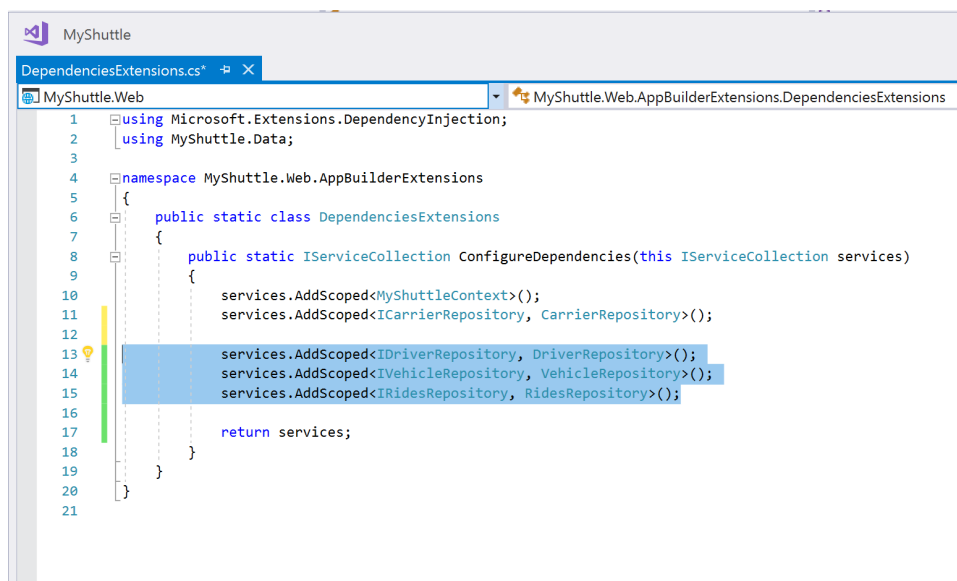 MyShuttle
DependenciesExtensions.cs*
MyShuttle.Web MyShuttle.Web.AppBuilderExtensions.DependenciesExtensions
1 using Microsoft.Extensions.DependencyInjection;
2 using MyShuttle.Data;
3
4 namespace MyShuttle.Web.AppBuilderExtensions
5 {
6 public static class DependenciesExtensions
7 {
8 public static IServiceCollection ConfigureDependencies(this IServiceCollection services)
9 {
10 services.AddScoped<MyShuttleContext>();
11 services.AddScoped<ICarrierRepository, CarrierRepository>();
12
13 services.AddScoped<IDriverRepository, DriverRepository>();
14 services.AddScoped<IVehicleRepository, VehicleRepository>();
15 services.AddScoped<IRidesRepository, RidesRepository>();
16
17 return services;
18 }
19 }
20 }
21